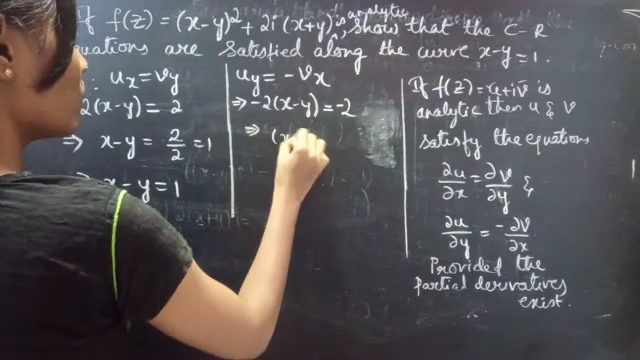 If f(z) = (x-y)² + 2i(x+y) is analytic, show that the C-R
equations are satisfied along the curve x-y=1.
∴ uₓ = vᵧ
2(x-y) = 2
⇒ x-y = 2/2 = 1
⇒ x-y = 1
uᵧ = -vₓ
⇒ -2(x-y) = -2
⇒ (x
If f(z) = u+iv is
analytic then u & v
satisfy the equations
∂u/∂x = ∂v/∂y &
∂u/∂y = -∂v/∂x
Provided the
partial derivatives
exist.